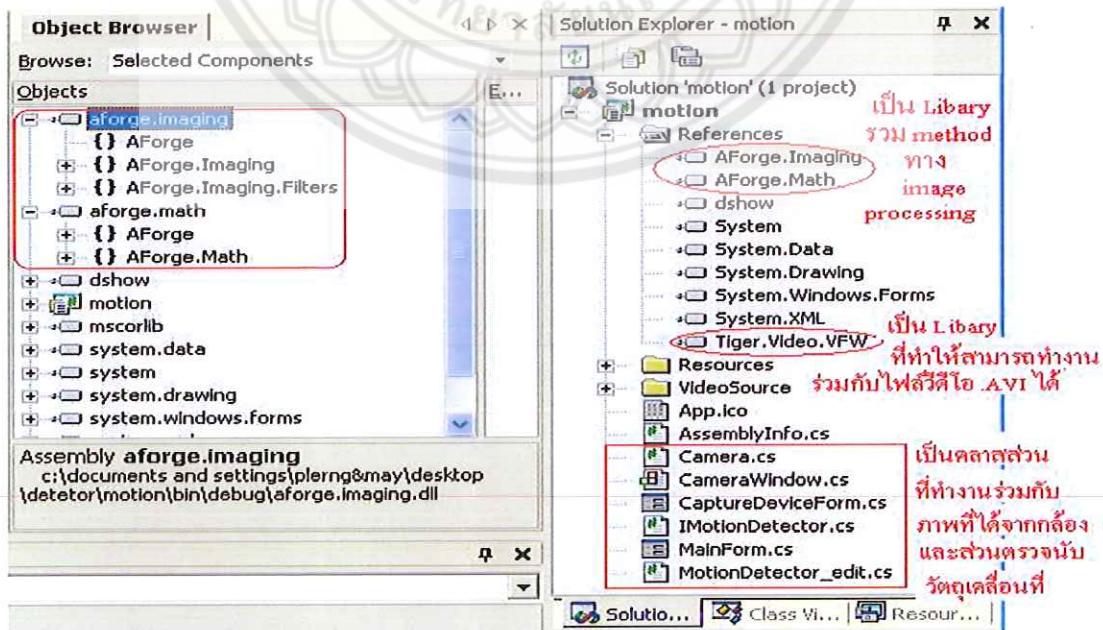 Object Browser
Browse: Selected Components
Objects
E...
aforge.imaging
{} AForge
{} AForge.Imaging
{} AForge.Imaging.Filters
aforge.math
{} AForge
{} AForge.Math
dshow
motion
mscorlib
system.data
system
system.drawing
system.windows.forms
Assembly aforge.imaging
c:\documents and settings\plerng&may\desktop
\detetor\motion\bin\debug\aforge.imaging.dll
Solution Explorer - motion
Solution 'motion' (1 project)
motion
References
AForge.Imaging
AForge.Math
dshow
System
System.Data
System.Drawing
System.Windows.Forms
System.XML
Tiger.Video.VFW
Resources
VideoSource
App.ico
AssemblyInfo.cs
Camera.cs
CameraWindow.cs
CaptureDeviceForm.cs
IMotionDetector.cs
MainForm.cs
MotionDetector_edit.cs
เป็น Libary
รวม method
ทาง
image
processing
เป็น Libary
ที่ทำให้สามารถทำงาน
ร่วมกับไฟล์วีดีโอ .AVI ได้
เป็นคลาสส่วน
ที่ทำงานร่วมกับ
ภาพที่ได้จากกล้อง
และส่วนตรวจนับ
วัตถุเคลื่อนที่
Solutio...
Class Vi...
Resour...